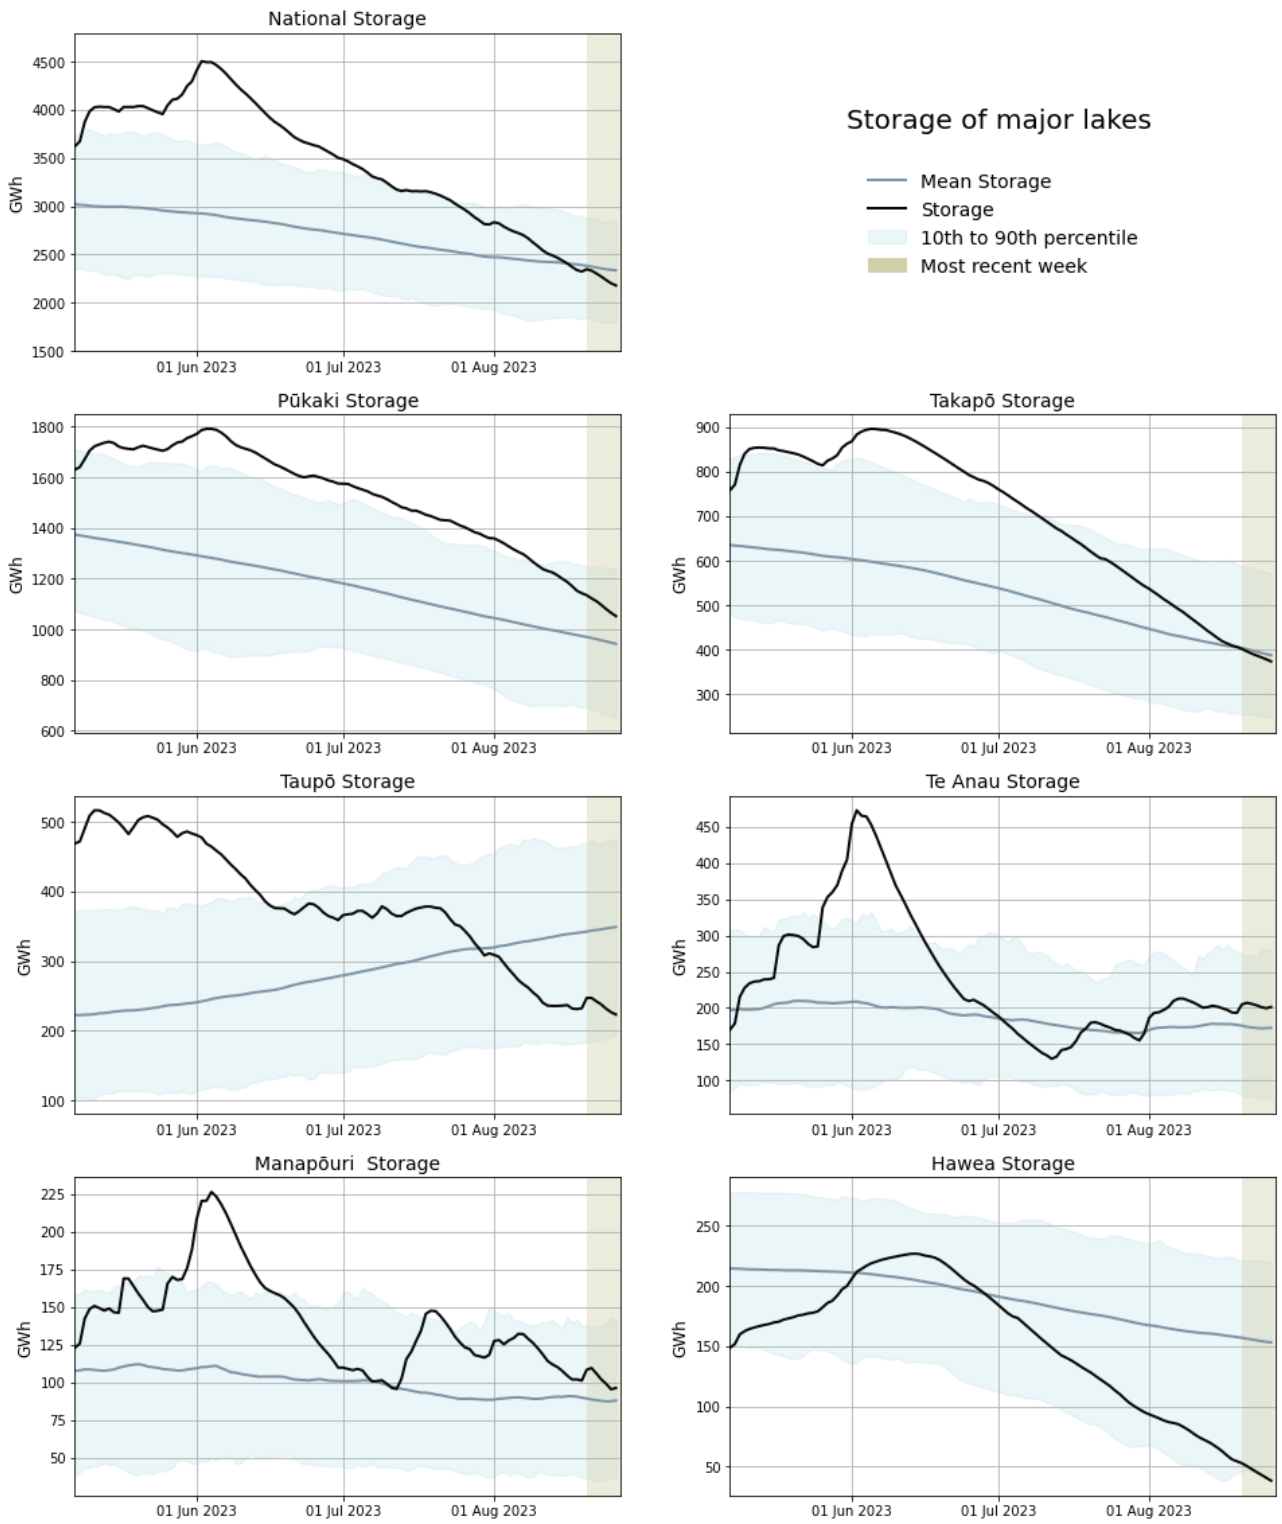 National Storage
4500
4000
3500
3000
2500
2000
1500
GWh
01 Jun 2023 01 Jul 2023 01 Aug 2023
Storage of major lakes
Mean Storage
Storage
10th to 90th percentile
Most recent week
Pūkaki Storage
1800
1600
1400
1200
1000
800
600
GWh
01 Jun 2023 01 Jul 2023 01 Aug 2023
Takapō Storage
900
800
700
600
500
400
300
GWh
01 Jun 2023 01 Jul 2023 01 Aug 2023
Taupō Storage
500
400
300
200
100
GWh
01 Jun 2023 01 Jul 2023 01 Aug 2023
Te Anau Storage
450
400
350
300
250
200
150
100
GWh
01 Jun 2023 01 Jul 2023 01 Aug 2023
Manapōuri  Storage
225
200
175
150
125
100
75
50
GWh
01 Jun 2023 01 Jul 2023 01 Aug 2023
Hawea Storage
250
200
150
100
50
GWh
01 Jun 2023 01 Jul 2023 01 Aug 2023